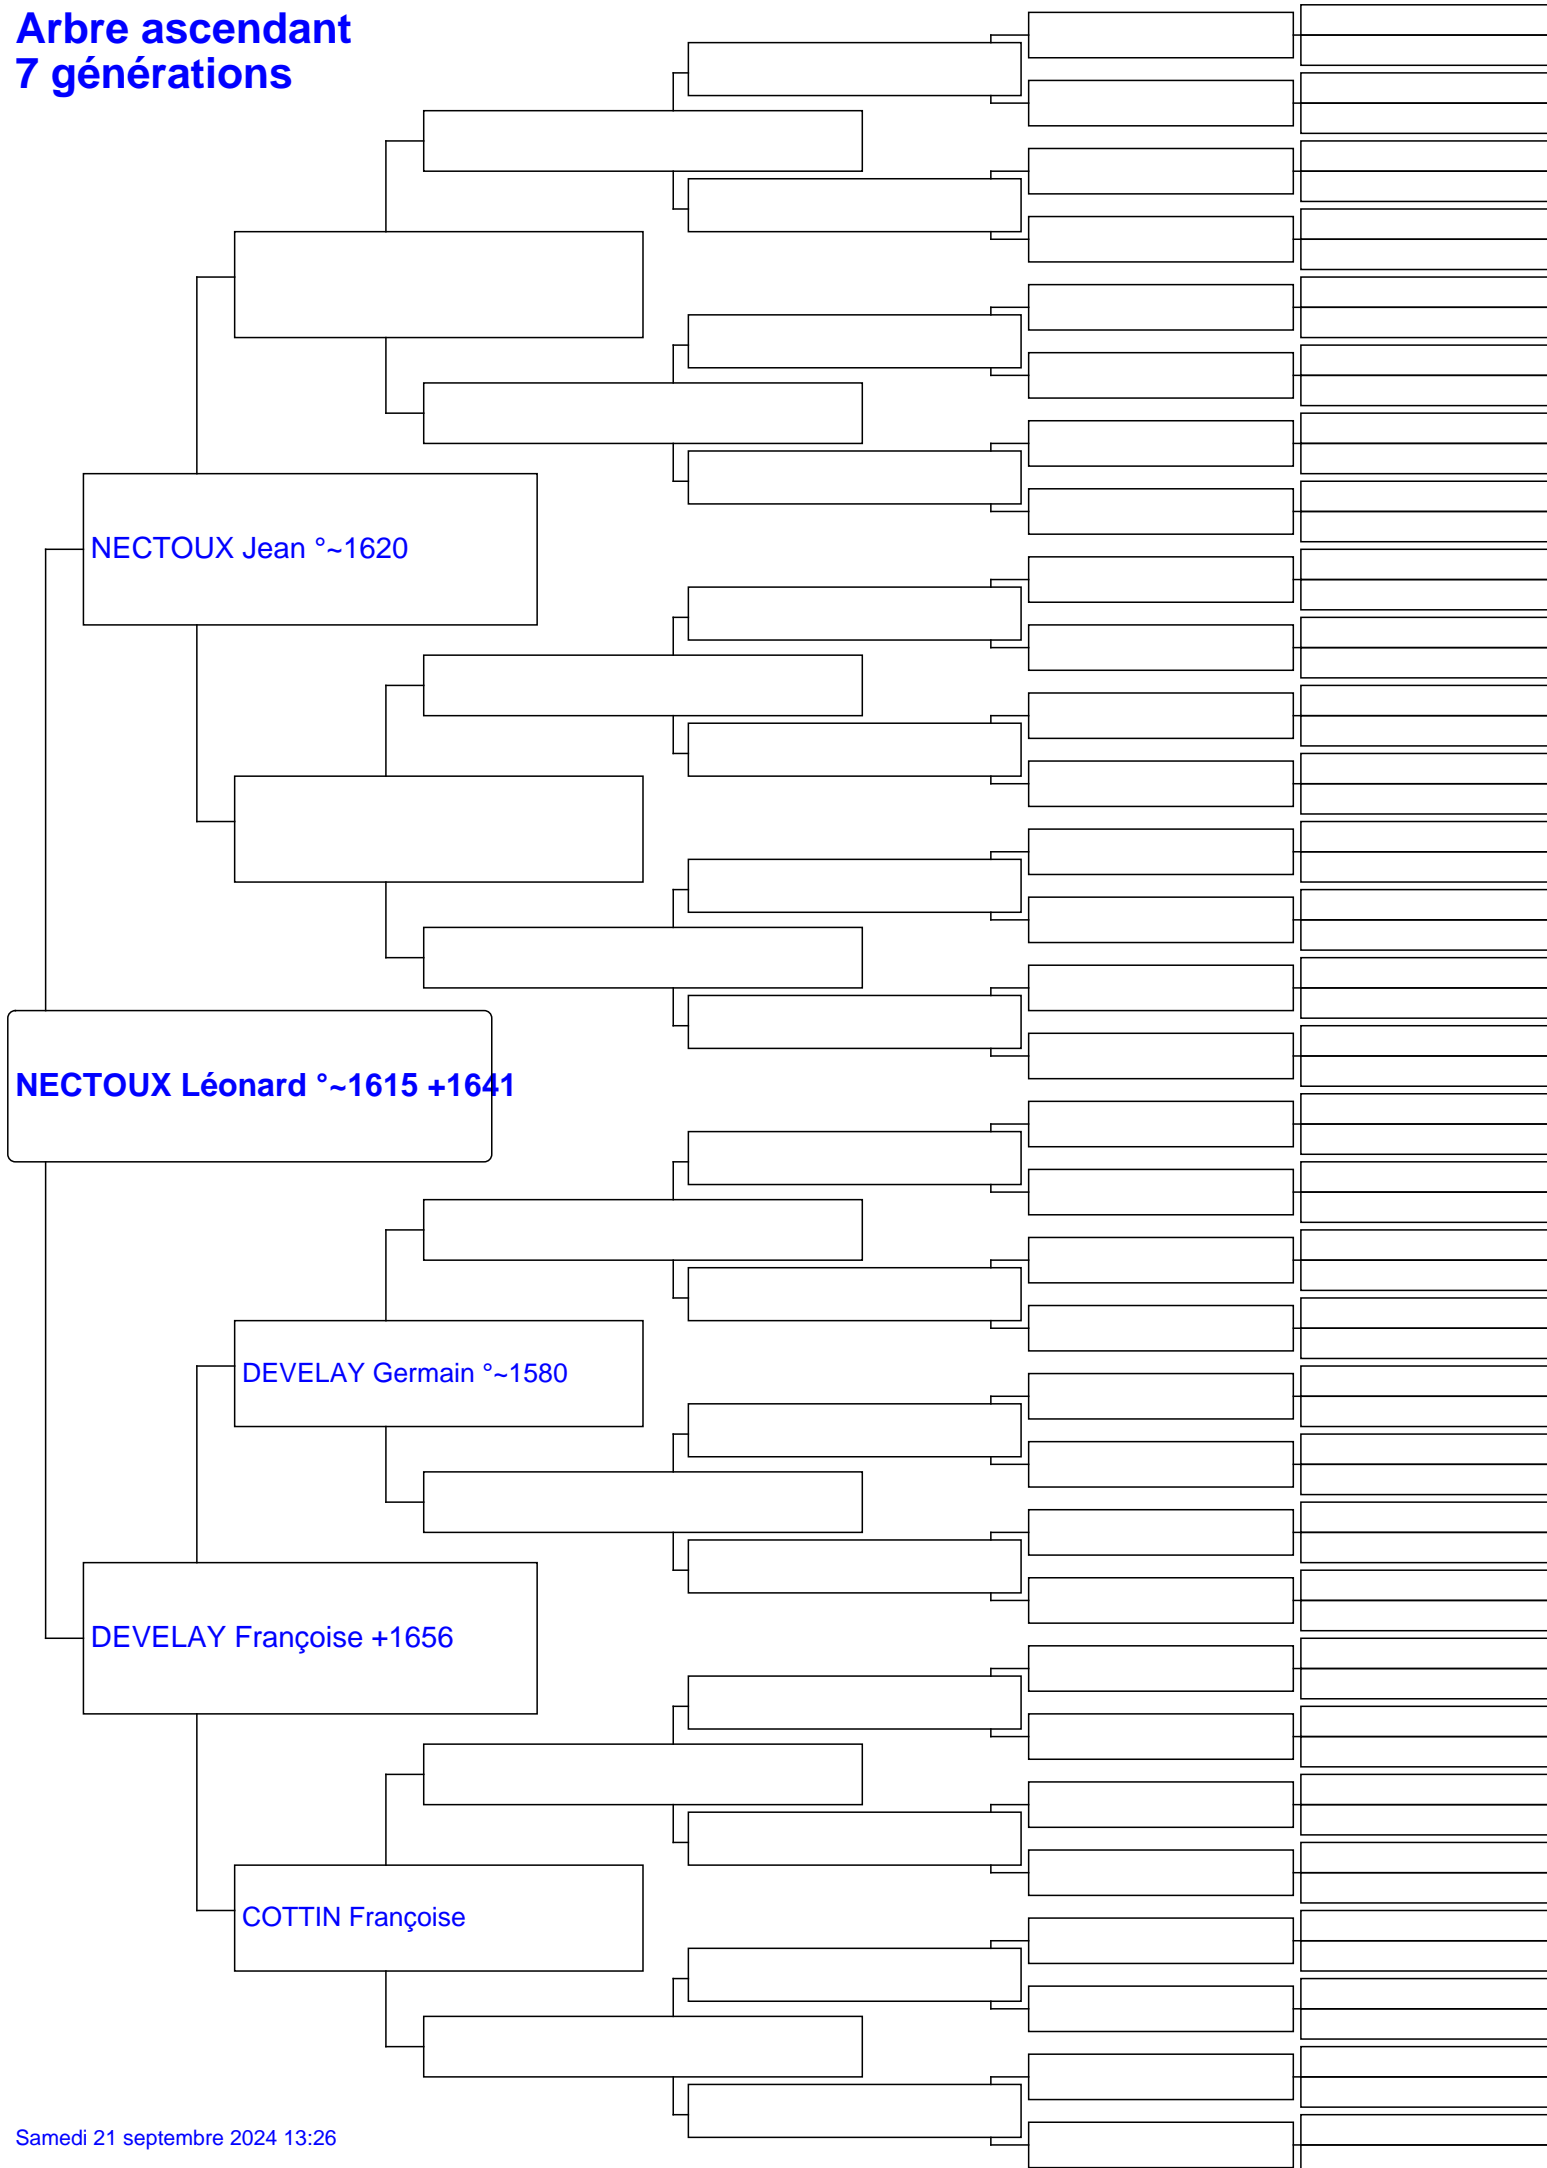 Arbre ascendant
7 générations
NECTOUX Jean °~1620
NECTOUX Léonard °~1615 +1641
DEVELAY Germain °~1580
DEVELAY Françoise +1656
COTTIN Françoise
Samedi 21 septembre 2024 13:26